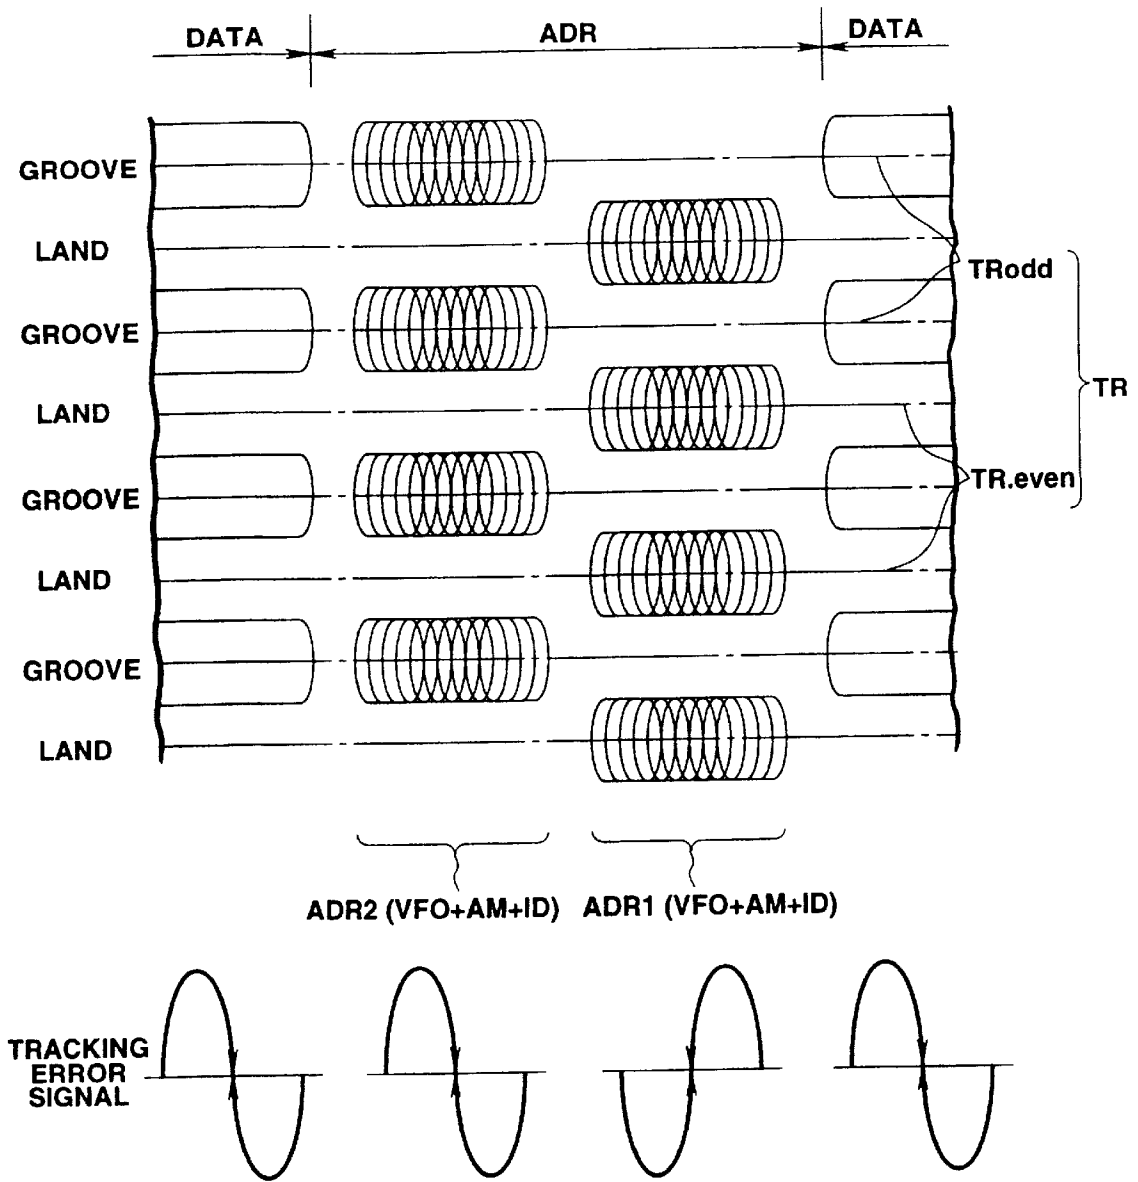 DATA ADR DATA
GROOVE
LAND
TRodd
GROOVE
TR
LAND
TR.even
GROOVE
LAND
GROOVE
LAND
ADR2 (VFO+AM+ID) ADR1 (VFO+AM+ID)
TRACKING
ERROR
SIGNAL